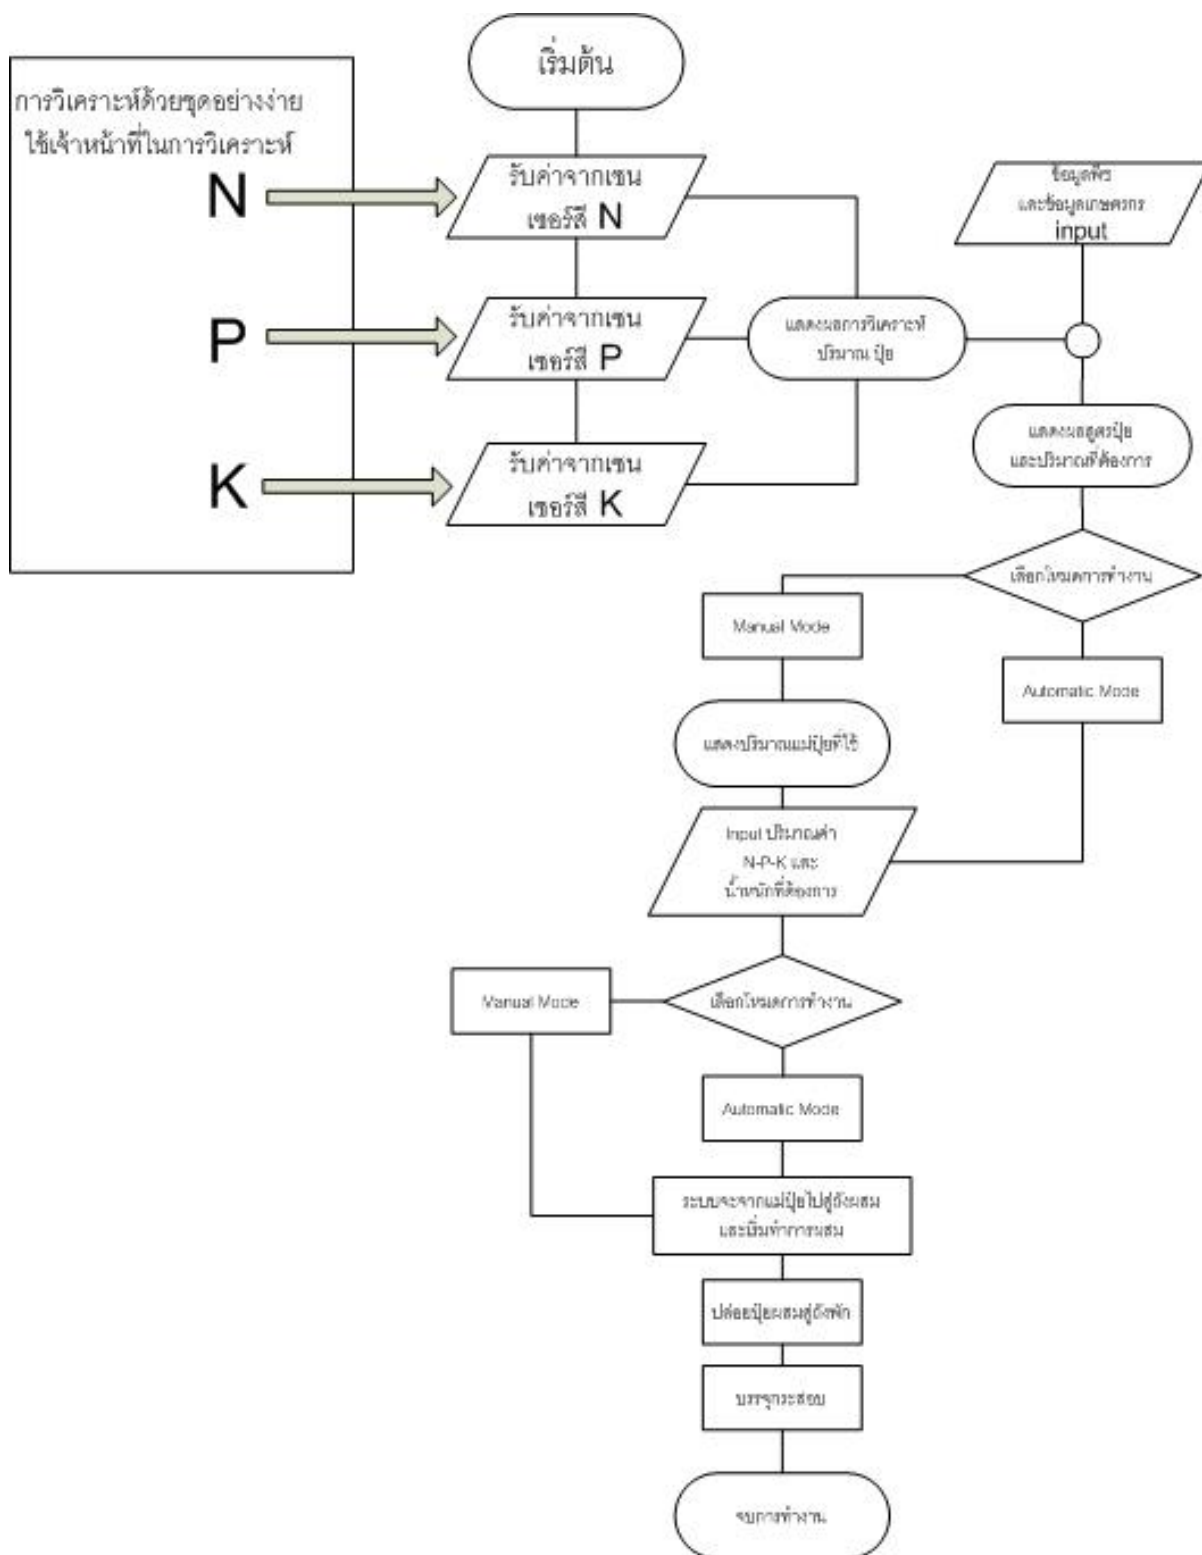 เริ่มต้น
การวิเคราะห์ด้วยชุดอย่างง่าย
ใช้เจ้าหน้าที่ในการวิเคราะห์
N
P
K
รับค่าจากเซน
เซอร์สี N
รับค่าจากเซน
เซอร์สี P
รับค่าจากเซน
เซอร์สี K
ข้อมูลพืช
และข้อมูลเกษตรกร
input
แสดงผลการวิเคราะห์
ปริมาณ ปุ๋ย
แสดงผลสูตรปุ๋ย
และปริมาณที่ต้องการ
เลือกโหมดการทำงาน
Manual Mode
Automatic Mode
แสดงปริมาณแม่ปุ๋ยที่ใช้
Input ปริมาณค่า
N-P-K และ
น้ำหนักที่ต้องการ
Manual Mode
เลือกโหมดการทำงาน
Automatic Mode
ระบบจะจากแม่ปุ๋ยไปสู่ถังผสม
และเริ่มทำการผสม
ปล่อยปุ๋ยผสมสู่ถังพัก
บรรจุกระสอบ
จบการทำงาน